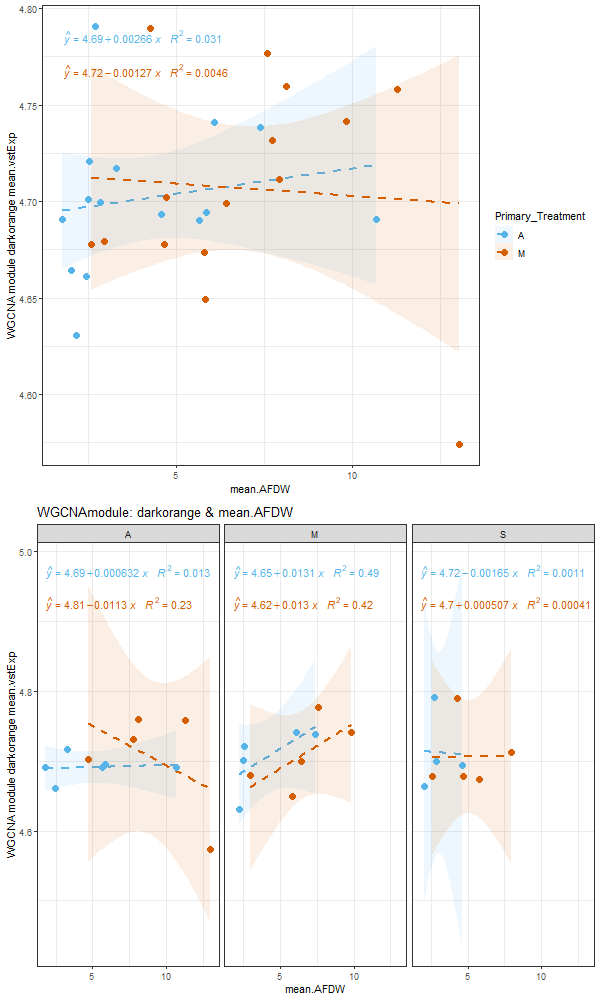 4.80
4.75
4.70
4.65
4.60
WGCNA module darkorange mean.vstExp
ŷ = 4.69 + 0.00266 x R² = 0.031
ŷ = 4.72 − 0.00127 x R² = 0.0046
5 10
mean.AFDW
Primary_Treatment
A
M
WGCNAmodule: darkorange & mean.AFDW
A M S
5.0
4.8
4.6
WGCNA module darkorange mean.vstExp
ŷ = 4.69 + 0.000632 x R² = 0.013
ŷ = 4.81 − 0.0113 x R² = 0.23
ŷ = 4.65 + 0.0131 x R² = 0.49
ŷ = 4.62 + 0.013 x R² = 0.42
ŷ = 4.72 − 0.00165 x R² = 0.0011
ŷ = 4.7 + 0.000507 x R² = 0.00041
5 10 5 10 5 10
mean.AFDW